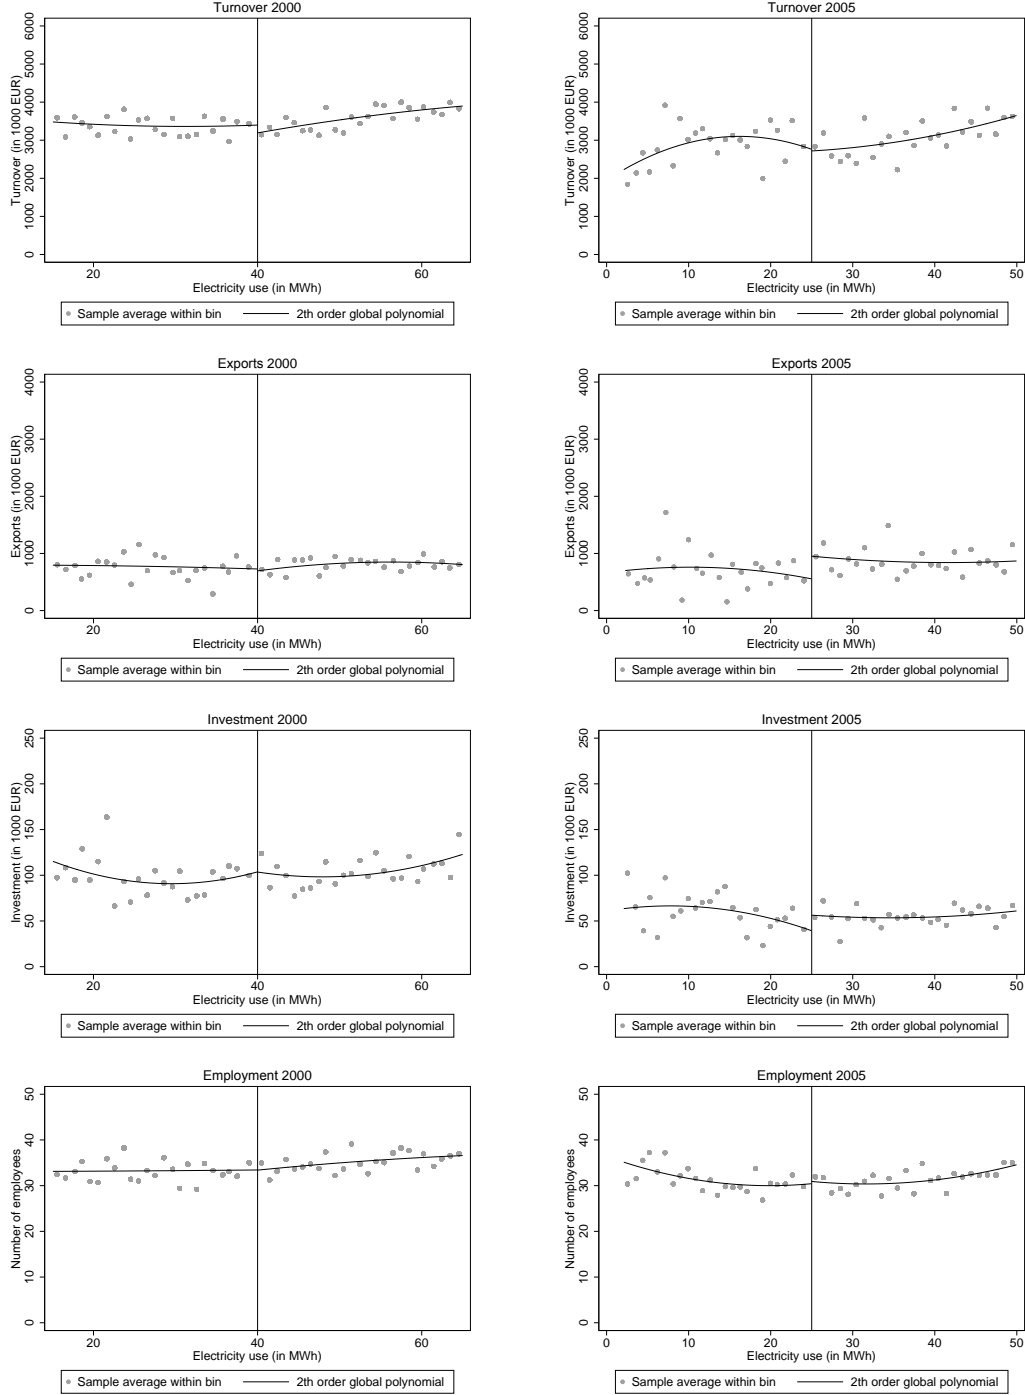 Turnover 2000
Turnover (in 1000 EUR)
0 1000 2000 3000 4000 5000 6000
20 40 60
Electricity use (in MWh)
Sample average within bin 2th order global polynomial
Turnover 2005
Turnover (in 1000 EUR)
0 1000 2000 3000 4000 5000 6000
0 10 20 30 40 50
Electricity use (in MWh)
Sample average within bin 2th order global polynomial
Exports 2000
Exports (in 1000 EUR)
0 1000 2000 3000 4000
20 40 60
Electricity use (in MWh)
Sample average within bin 2th order global polynomial
Exports 2005
Exports (in 1000 EUR)
0 1000 2000 3000 4000
0 10 20 30 40 50
Electricity use (in MWh)
Sample average within bin 2th order global polynomial
Investment 2000
Investment (in 1000 EUR)
0 50 100 150 200 250
20 40 60
Electricity use (in MWh)
Sample average within bin 2th order global polynomial
Investment 2005
Investment (in 1000 EUR)
0 50 100 150 200 250
0 10 20 30 40 50
Electricity use (in MWh)
Sample average within bin 2th order global polynomial
Employment 2000
Number of employees
0 10 20 30 40 50
20 40 60
Electricity use (in MWh)
Sample average within bin 2th order global polynomial
Employment 2005
Number of employees
0 10 20 30 40 50
0 10 20 30 40 50
Electricity use (in MWh)
Sample average within bin 2th order global polynomial